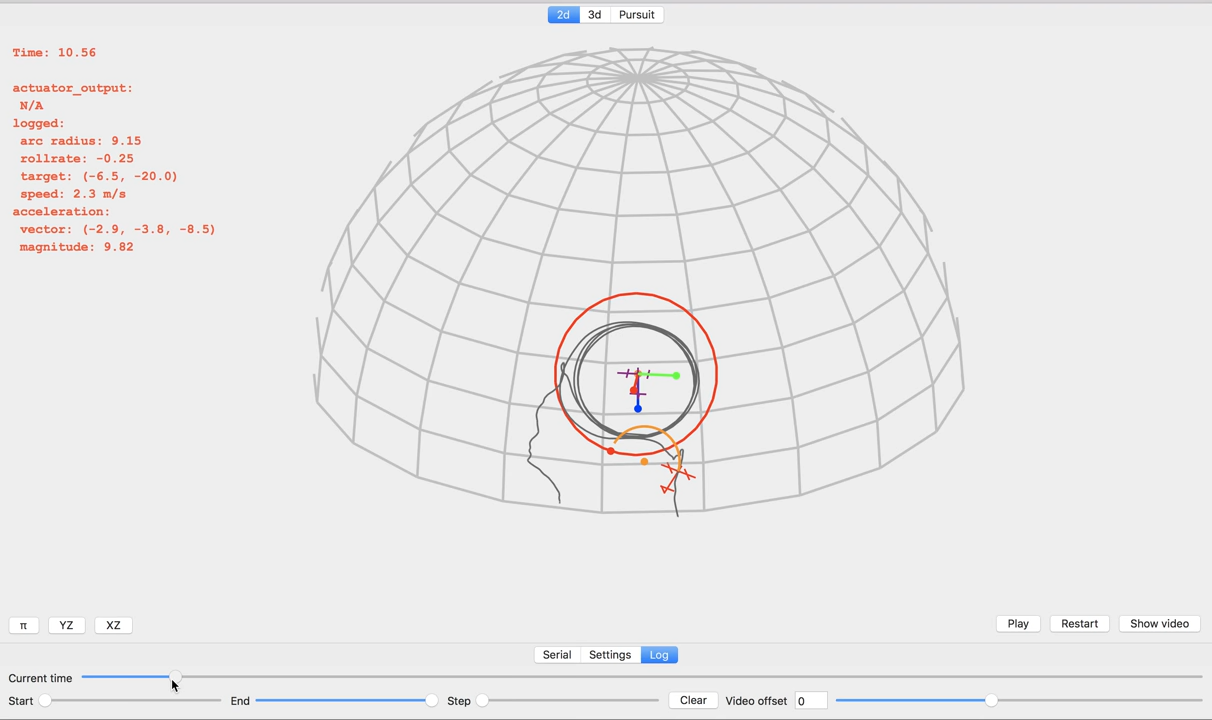 2d 3d Pursuit
Time: 10.56
actuator_output:
N/A
logged:
arc radius: 9.15
rollrate: -0.25
target: (-6.5, -20.0)
speed: 2.3 m/s
acceleration:
vector: (-2.9, -3.8, -8.5)
magnitude: 9.82
π YZ XZ
Play Restart Show video
Serial Settings Log
Current time
Start End Step Clear Video offset 0